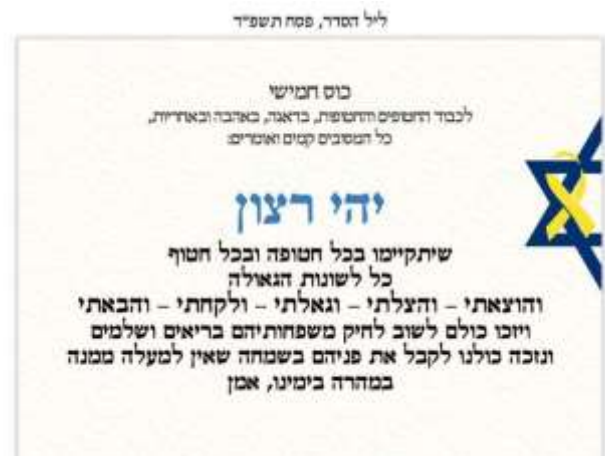 ליל הסדר, פסח תשפ״ד
כוס חמישי
לכבוד החטופים והחטופות, בדאגה, באהבה ובאחריות,
כל המסובים קמים ואומרים:
יהי רצון
שיתקיימו בכל חטופה ובכל חטוף
כל לשונות הגאולה
והוצאתי – והצלתי – וגאלתי – ולקחתי – והבאתי
ויזכו כולם לשוב לחיק משפחותיהם בריאים ושלמים
ונזכה כולנו לקבל את פניהם בשמחה שאין למעלה ממנה
במהרה בימינו, אמן